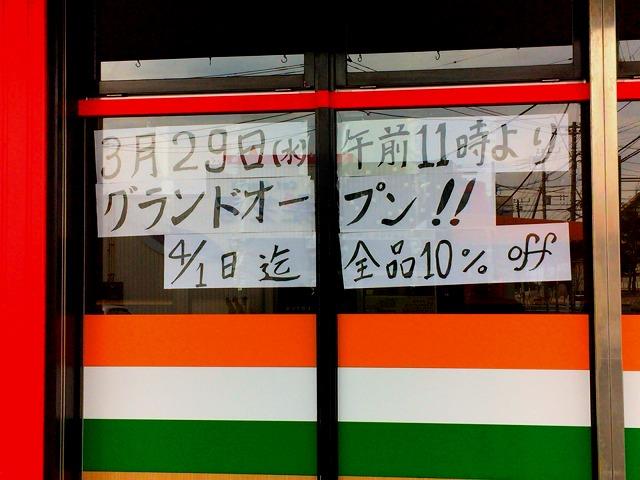 3月29日(水) 午前11時より
グランドオープン!!
4/1日迄 全品10% off